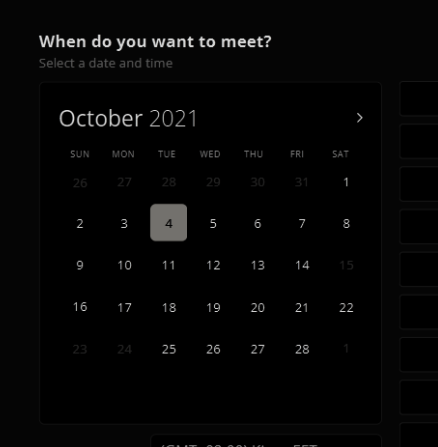 When do you want to meet?
Select a date and time
October 2021
SUN MON TUE WED THU FRI SAT
26 27 28 29 30 31 1
2 3 4 5 6 7 8
9 10 11 12 13 14 15
16 17 18 19 20 21 22
23 24 25 26 27 28 1